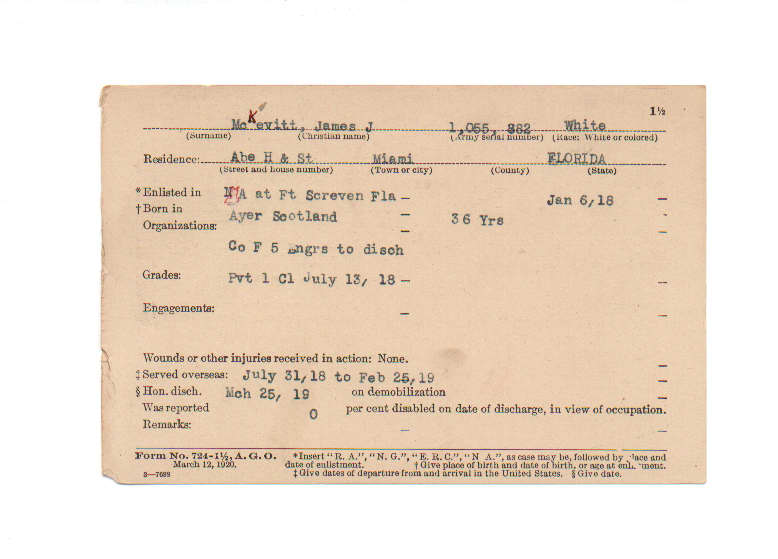 1½
McKevitt, James J 1,055, 882 White
(Surname) (Christian name) (Army serial number) (Race: White or colored)
Residence: Abe H & St Miami FLORIDA
(Street and house number) (Town or city) (County) (State)
*Enlisted in NA at Ft Screven Fla – Jan 6,18 –
†Born in Ayer Scotland – 36 Yrs –
Organizations: – –
Co F 5 Engrs to disch
Grades: Pvt 1 Cl July 13/ 18 – –
Engagements: – –
Wounds or other injuries received in action: None. –
‡Served overseas: July 31/18 to Feb 25,19 –
§Hon. disch. Mch 25, 19 on demobilization –
Was reported 0 per cent disabled on date of discharge, in view of occupation.
Remarks: – –
Form No. 724-1½, A. G. O. *Insert "R. A.", "N. G.", "E. R. C.", "N A.", as case may be, followed by place and
March 12, 1920. date of enlistment. †Give place of birth and date of birth, or age at enlistment.
3—7688 ‡Give dates of departure from and arrival in the United States. §Give date.